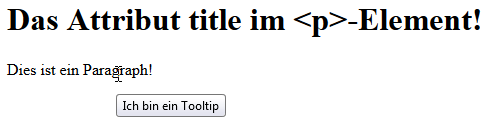 Das Attribut title im <p>-Element!
Dies ist ein Paragraph!
Ich bin ein Tooltip